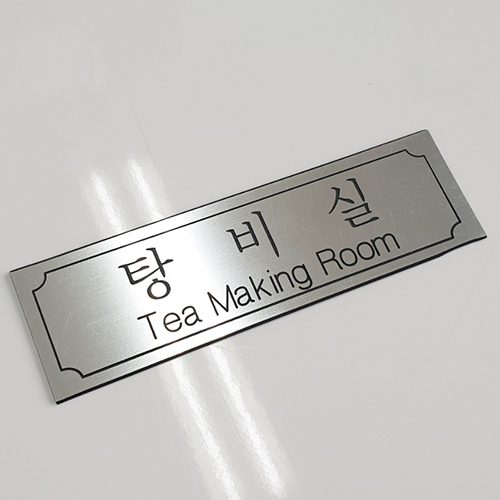 탕 비 실
Tea Making Room